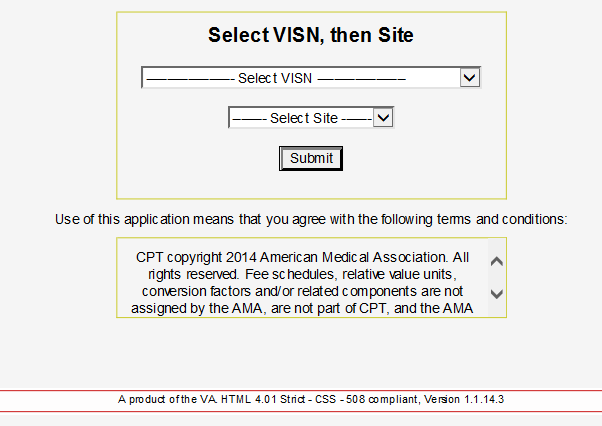 Select VISN, then Site
---------------------- Select VISN ----------------------
-------- Select Site --------
Submit
Use of this application means that you agree with the following terms and conditions:
CPT copyright 2014 American Medical Association. All
rights reserved. Fee schedules, relative value units,
conversion factors and/or related components are not
assigned by the AMA, are not part of CPT, and the AMA
A product of the VA. HTML 4.01 Strict - CSS - 508 compliant, Version 1.1.14.3